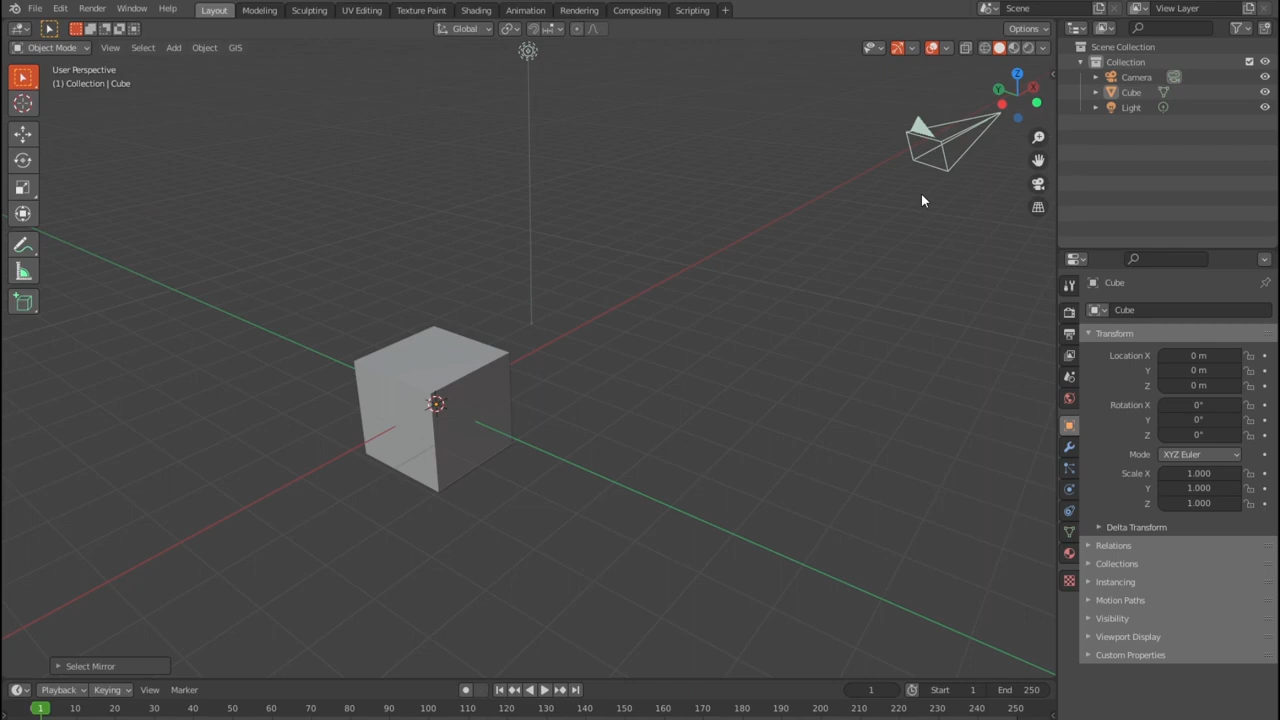 File Edit Render Window Help Layout Modeling Sculpting UV Editing Texture Paint Shading Animation Rendering Compositing Scripting + Scene View Layer
Global Options
Object Mode View Select Add Object GIS
User Perspective
(1) Collection | Cube
Z
Y
X
Scene Collection
Collection
Camera
Cube
Light
Cube
Cube
Transform
Location X 0 m
Y 0 m
Z 0 m
Rotation X 0°
Y 0°
Z 0°
Mode XYZ Euler
Scale X 1.000
Y 1.000
Z 1.000
Delta Transform
Relations
Collections
Instancing
Motion Paths
Visibility
Viewport Display
Custom Properties
Select Mirror
Playback Keying View Marker 1 Start 1 End 250
1 10 20 30 40 50 60 70 80 90 100 110 120 130 140 150 160 170 180 190 200 210 220 230 240 250